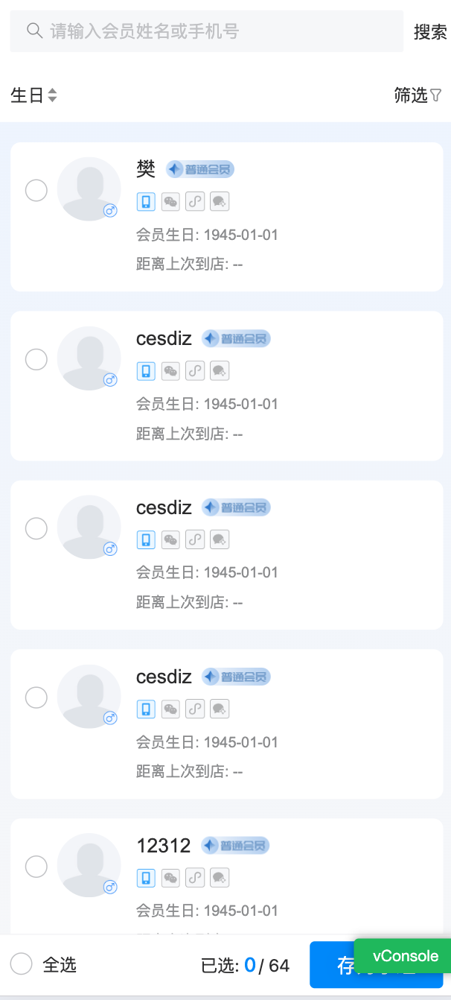 请输入会员姓名或手机号 搜索
生日 筛选
樊 普通会员
会员生日: 1945-01-01
距离上次到店: --
cesdiz 普通会员
会员生日: 1945-01-01
距离上次到店: --
cesdiz 普通会员
会员生日: 1945-01-01
距离上次到店: --
cesdiz 普通会员
会员生日: 1945-01-01
距离上次到店: --
12312 普通会员
会员生日: 1945-01-01
全选 已选: 0 / 64 存
vConsole